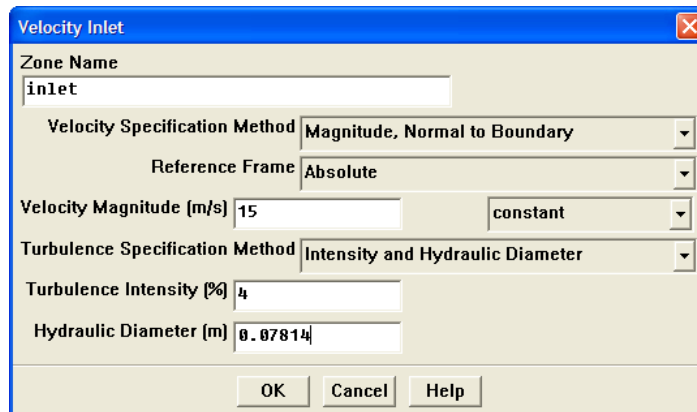 Velocity Inlet
Zone Name
inlet
Velocity Specification Method Magnitude, Normal to Boundary
Reference Frame Absolute
Velocity Magnitude (m/s) 15 constant
Turbulence Specification Method Intensity and Hydraulic Diameter
Turbulence Intensity (%) 4
Hydraulic Diameter (m) 0.07814
OK Cancel Help